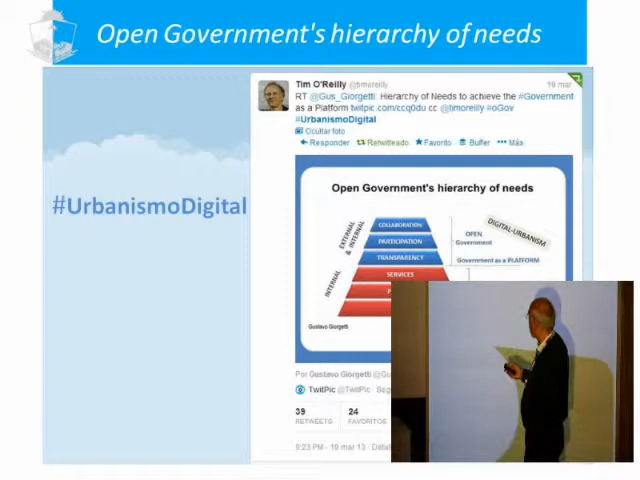 Open Government's hierarchy of needs
#UrbanismoDigital
Tim O'Reilly @timoreilly 19 mar
RT @Gus_Giorgetti: Hierarchy of Needs to achieve the #Government
as a Platform twitpic.com/ccq0du cc @timoreilly #oGov
#UrbanismoDigital
Ocultar foto
Responder Retwitteado Favorito Buffer Más
Open Government's hierarchy of needs
EXTERNAL
& INTERNAL
INTERNAL
COLLABORATION
PARTICIPATION
TRANSPARENCY
SERVICES
DIGITAL-URBANISM
OPEN
Government
Government as a PLATFORM
Gustavo Giorgetti
Por Gustavo Giorgetti @Gu
TwitPic @TwitPic
39
RETWEETS
24
FAVORITOS
9:23 PM - 19 mar 13